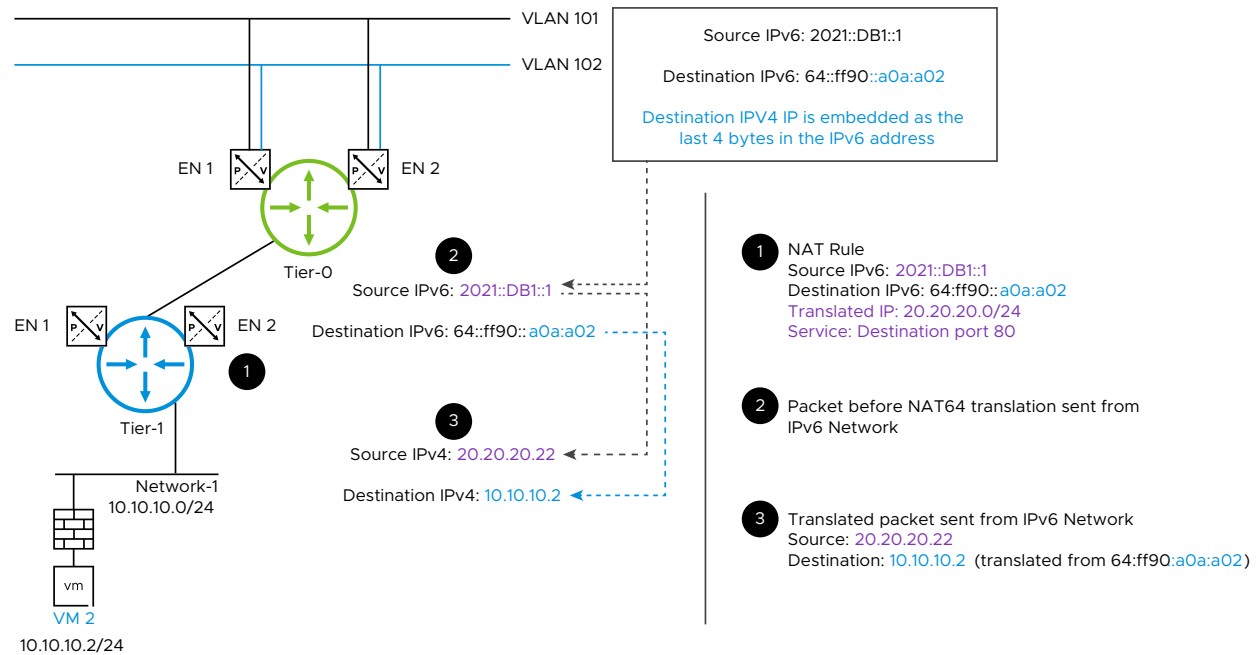 VLAN 101
VLAN 102
Source IPv6: 2021::DB1::1
Destination IPv6: 64::ff90::a0a:a02
Destination IPV4 IP is embedded as the
last 4 bytes in the IPv6 address
EN 1
P V
P V
EN 2
Tier-0
EN 1
P V
P V
EN 2
1
Tier-1
Network-1
10.10.10.0/24
vm
VM 2
10.10.10.2/24
2
Source IPv6: 2021::DB1::1
Destination IPv6: 64::ff90::a0a:a02
3
Source IPv4: 20.20.20.22
Destination IPv4: 10.10.10.2
1 NAT Rule
Source IPv6: 2021::DB1::1
Destination IPv6: 64:ff90::a0a:a02
Translated IP: 20.20.20.0/24
Service: Destination port 80
2 Packet before NAT64 translation sent from
IPv6 Network
3 Translated packet sent from IPv6 Network
Source: 20.20.20.22
Destination: 10.10.10.2 (translated from 64:ff90::a0a:a02)